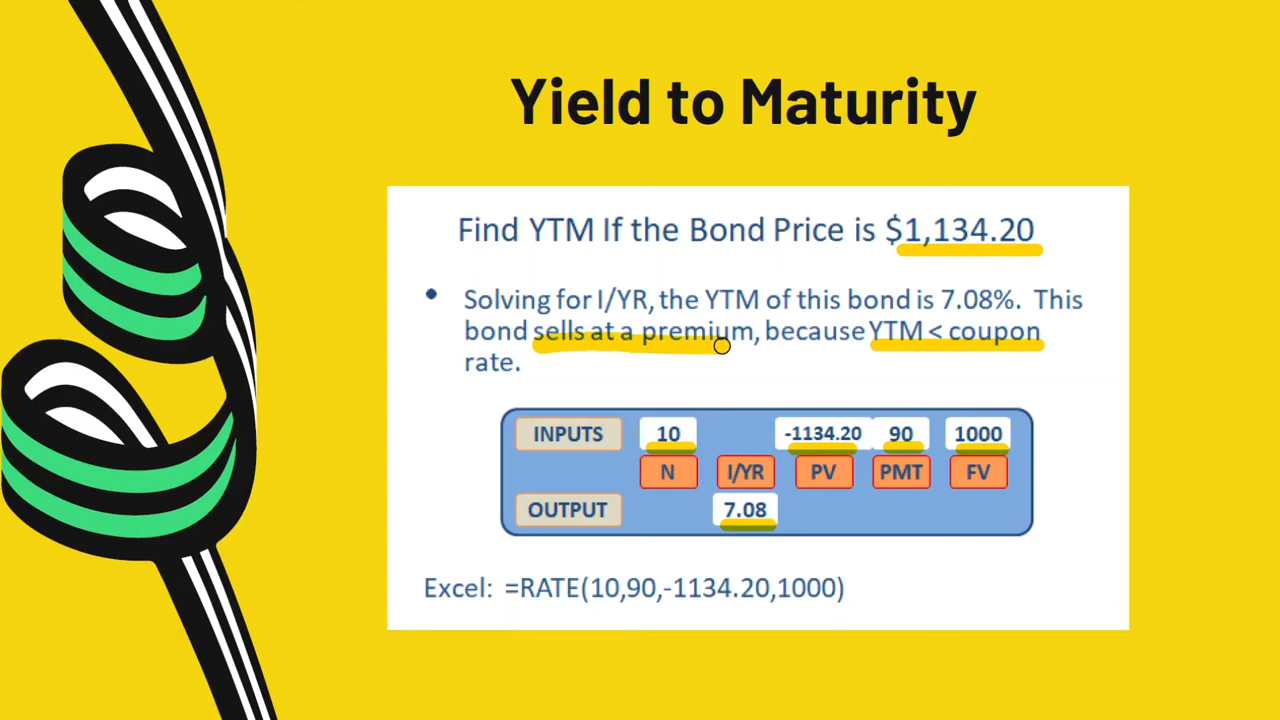 Yield to Maturity
Find YTM If the Bond Price is $1,134.20
• Solving for I/YR, the YTM of this bond is 7.08%. This
bond sells at a premium, because YTM < coupon
rate.
INPUTS 10 -1134.20 90 1000
N I/YR PV PMT FV
OUTPUT 7.08
Excel: =RATE(10,90,-1134.20,1000)